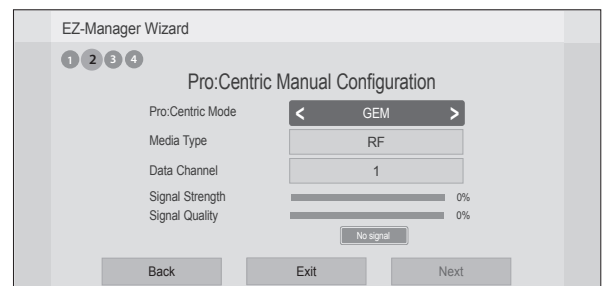 EZ-Manager Wizard
1 2 3 4
Pro:Centric Manual Configuration
Pro:Centric Mode < GEM >
Media Type RF
Data Channel 1
Signal Strength 0%
Signal Quality 0%
No signal
Back Exit Next